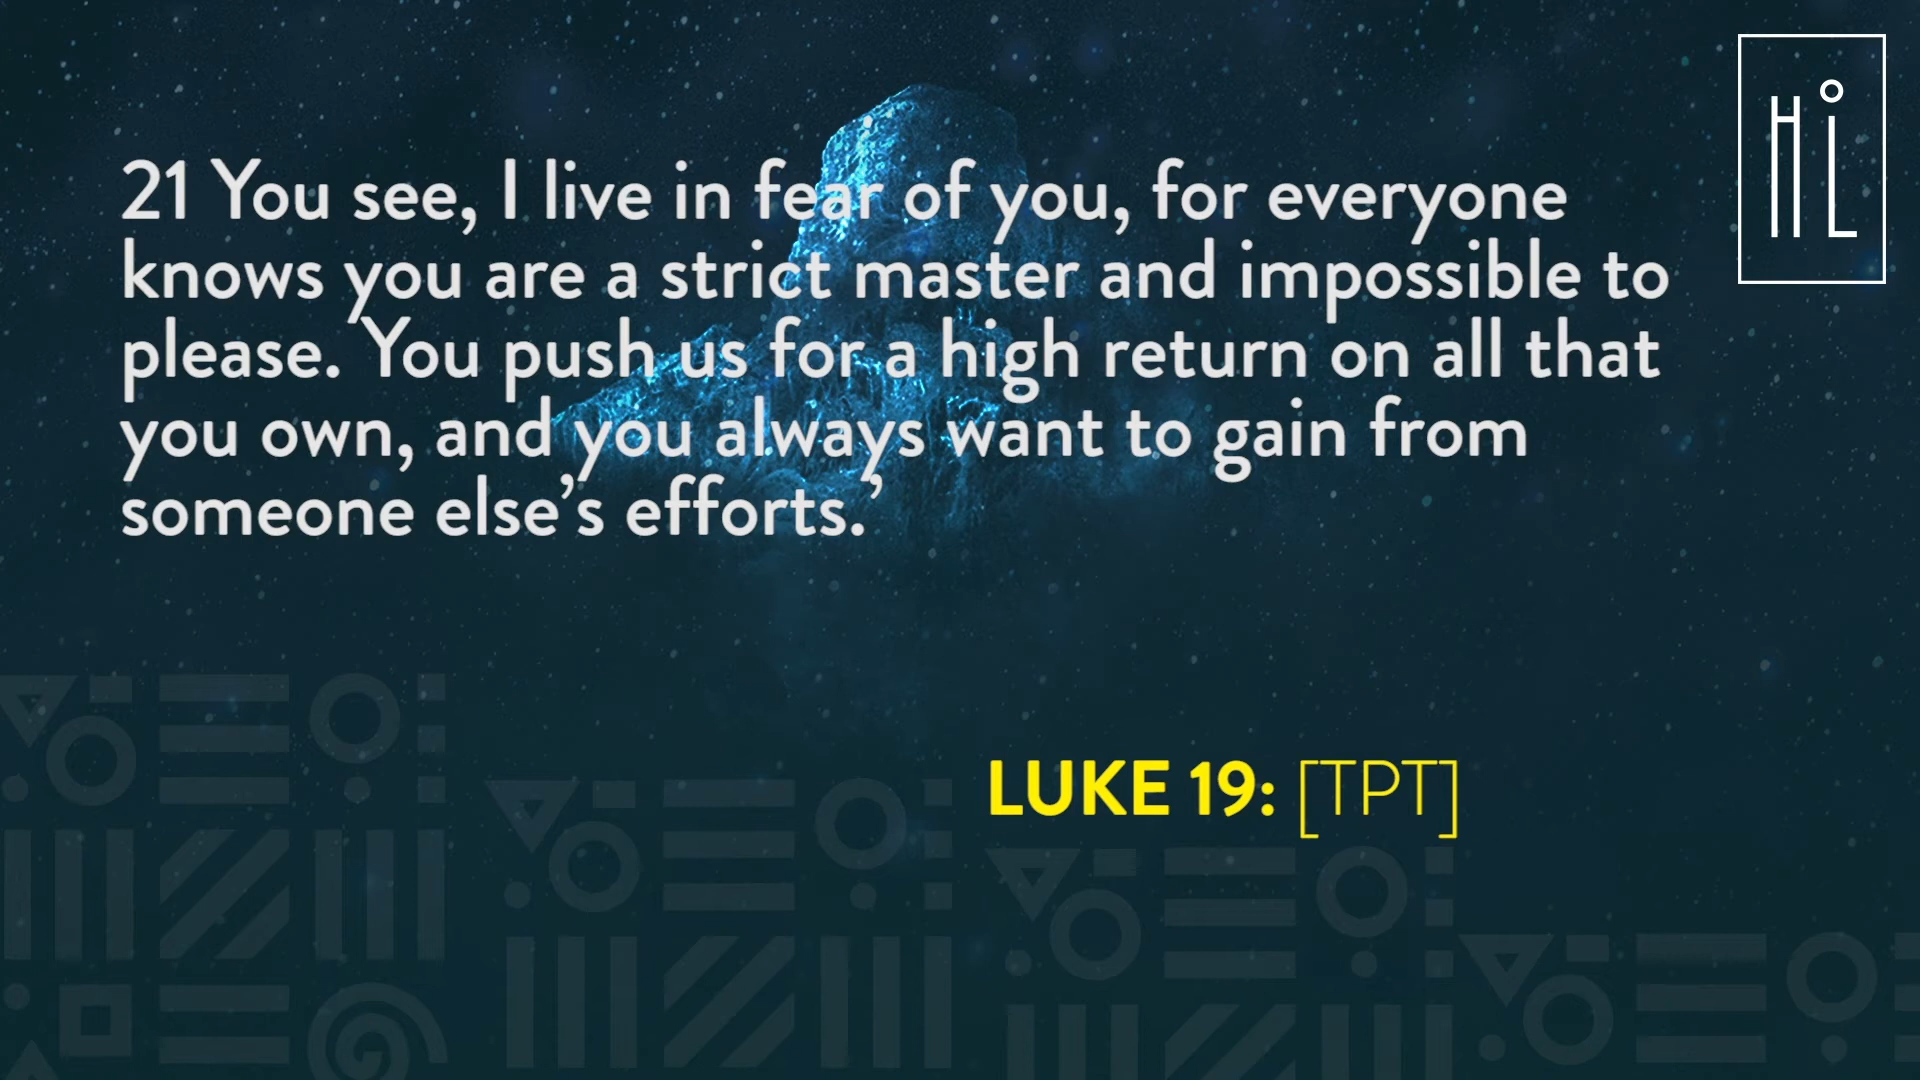 HiL
21 You see, I live in fear of you, for everyone
knows you are a strict master and impossible to
please. You push us for a high return on all that
you own, and you always want to gain from
someone else’s efforts.’
LUKE 19: [TPT]